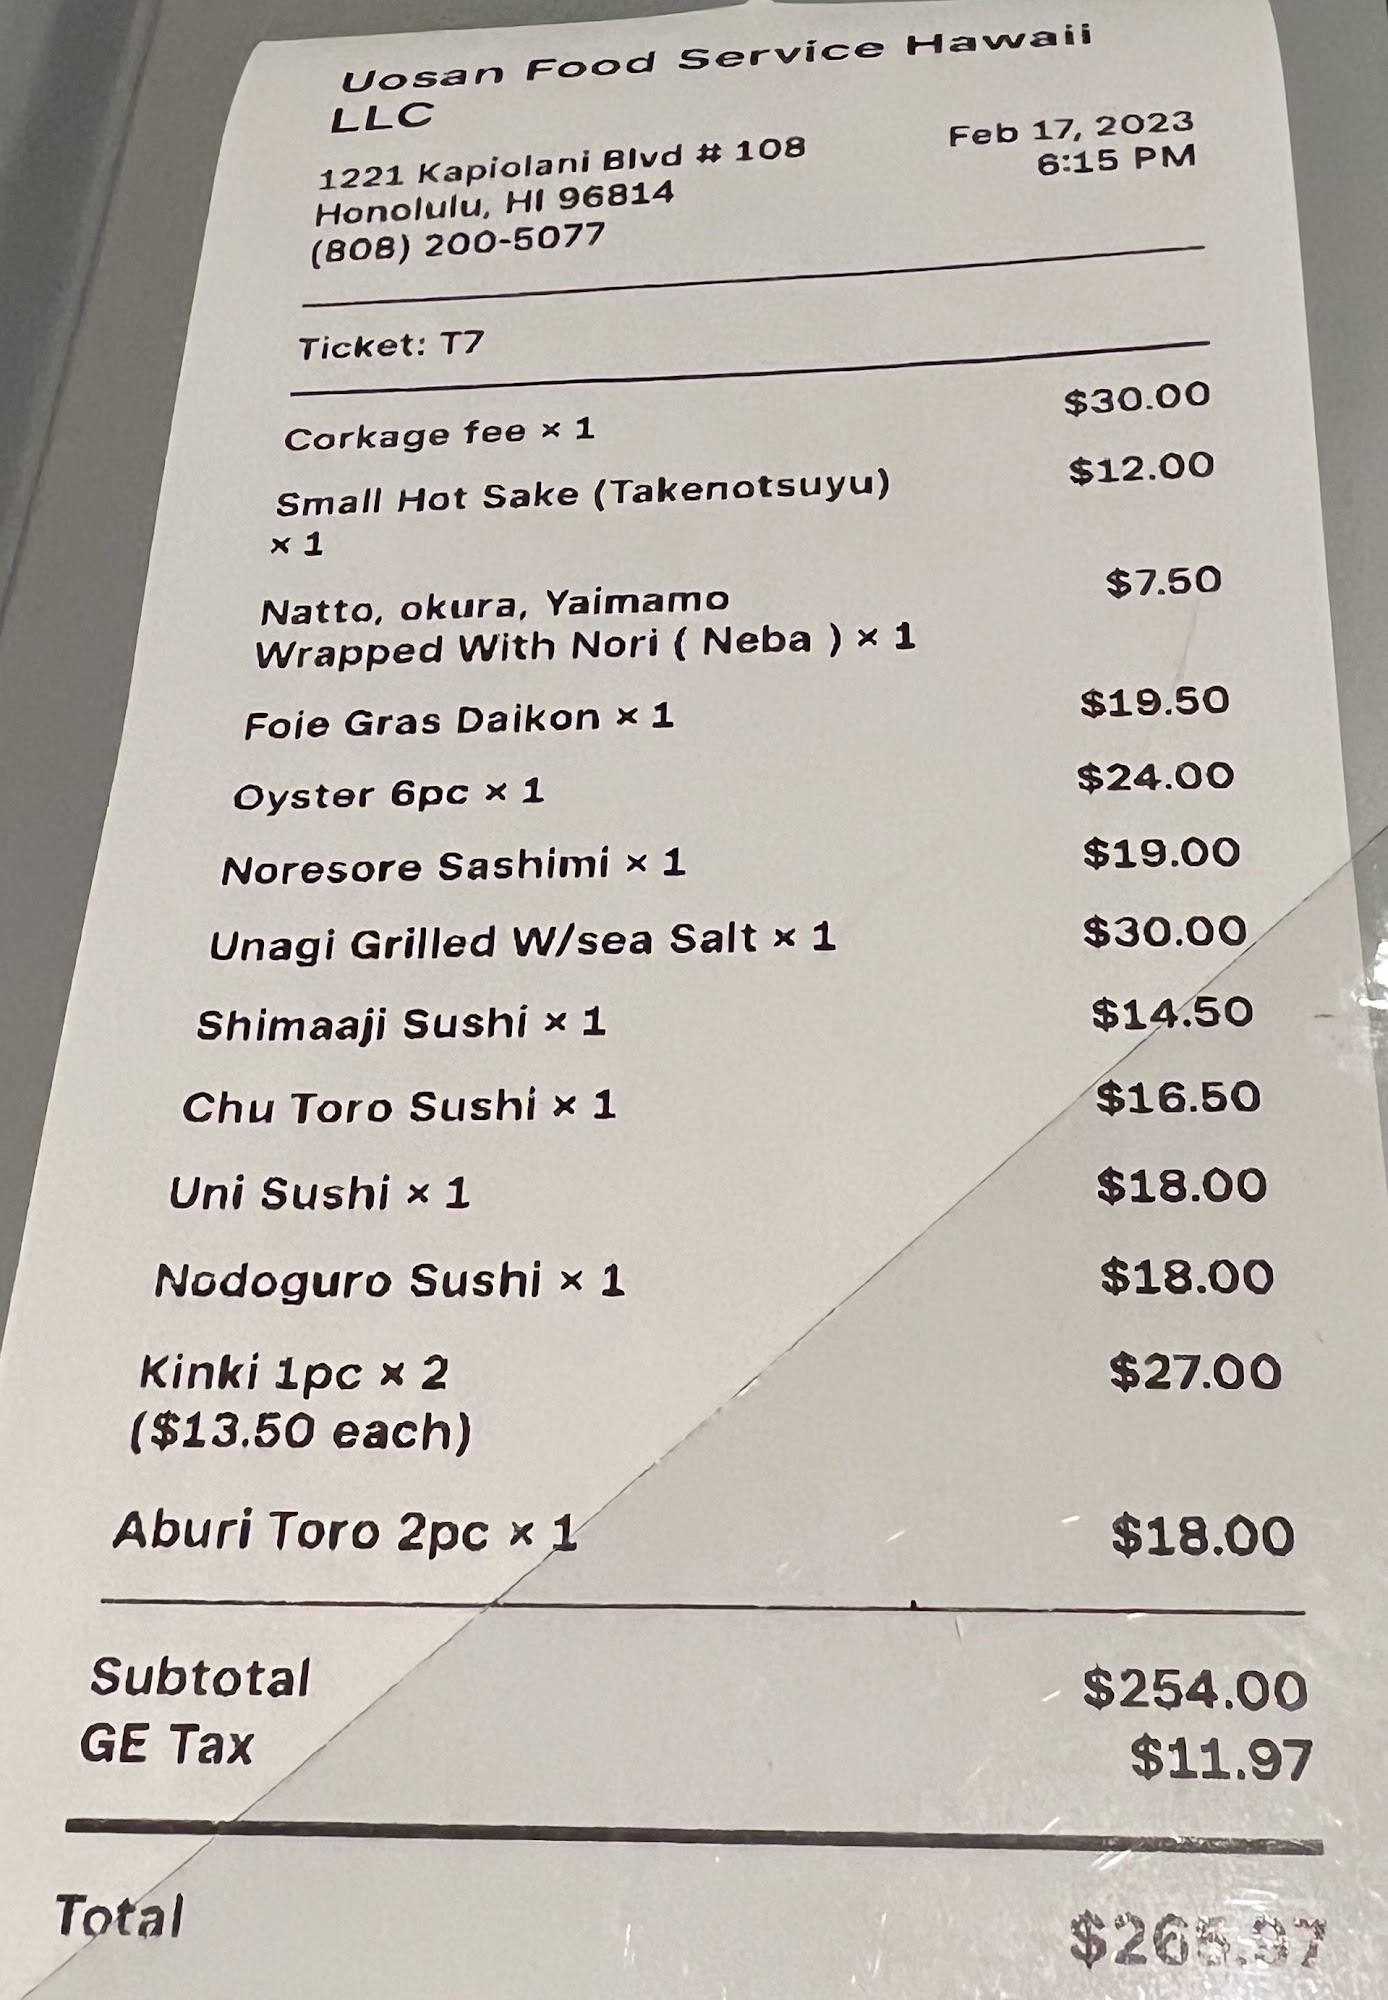 Uosan Food Service Hawaii
LLC
1221 Kapiolani Blvd # 108
Honolulu, HI 96814
(808) 200-5077
Feb 17, 2023
6:15 PM
Ticket: T7
Corkage fee × 1 $30.00
Small Hot Sake (Takenotsuyu) $12.00
× 1
Natto, okura, Yaimamo $7.50
Wrapped With Nori ( Neba ) × 1
Foie Gras Daikon × 1 $19.50
Oyster 6pc × 1 $24.00
Noresore Sashimi × 1 $19.00
Unagi Grilled W/sea Salt × 1 $30.00
Shimaaji Sushi × 1 $14.50
Chu Toro Sushi × 1 $16.50
Uni Sushi × 1 $18.00
Nodoguro Sushi × 1 $18.00
Kinki 1pc × 2 $27.00
($13.50 each)
Aburi Toro 2pc × 1 $18.00
Subtotal $254.00
GE Tax $11.97
Total $265.97